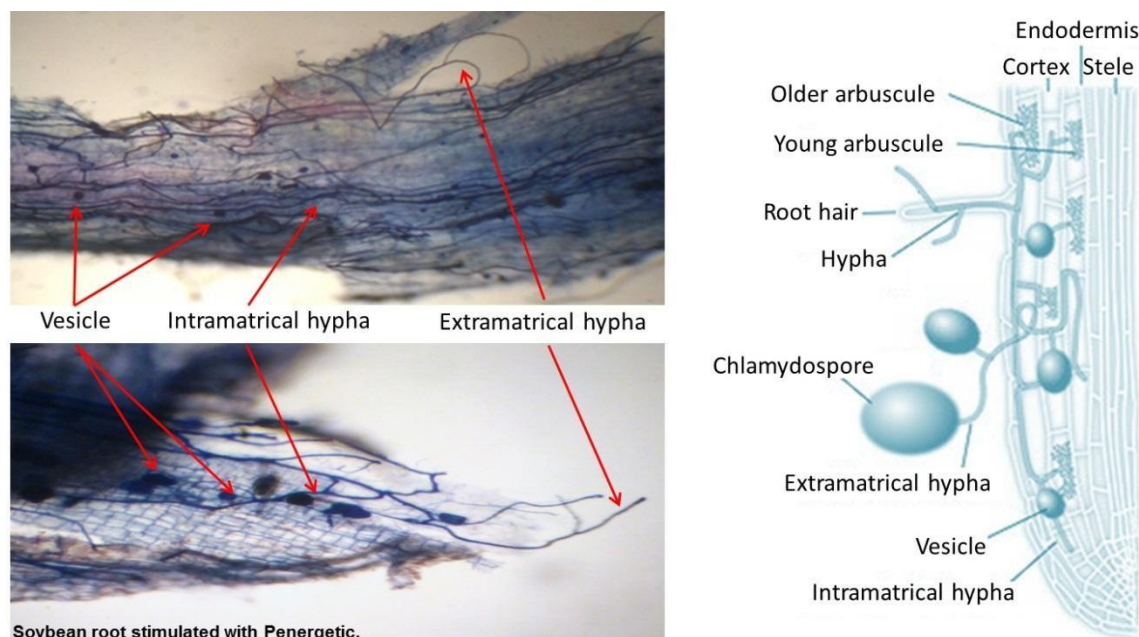 Vesicle
Intramatrical hypha
Extramatrical hypha
Soybean root stimulated with Penergetic.
Endodermis
Cortex
Stele
Older arbuscule
Young arbuscule
Root hair
Hypha
Chlamydospore
Extramatrical hypha
Vesicle
Intramatrical hypha